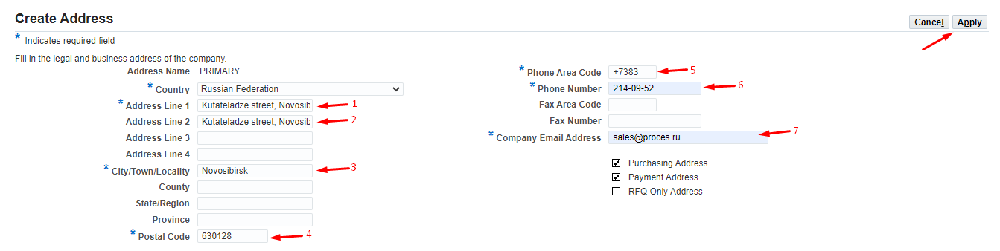 Create Address
Cancel Apply
* Indicates required field
Fill in the legal and business address of the company.
Address Name PRIMARY
* Country Russian Federation
* Address Line 1 Kutateladze street, Novosib 1
Address Line 2 Kutateladze street, Novosib 2
Address Line 3
Address Line 4
* City/Town/Locality Novosibirsk 3
County
State/Region
Province
* Postal Code 630128 4
* Phone Area Code +7383 5
* Phone Number 214-09-52 6
Fax Area Code
Fax Number
* Company Email Address sales@proces.ru 7
Purchasing Address
Payment Address
RFQ Only Address